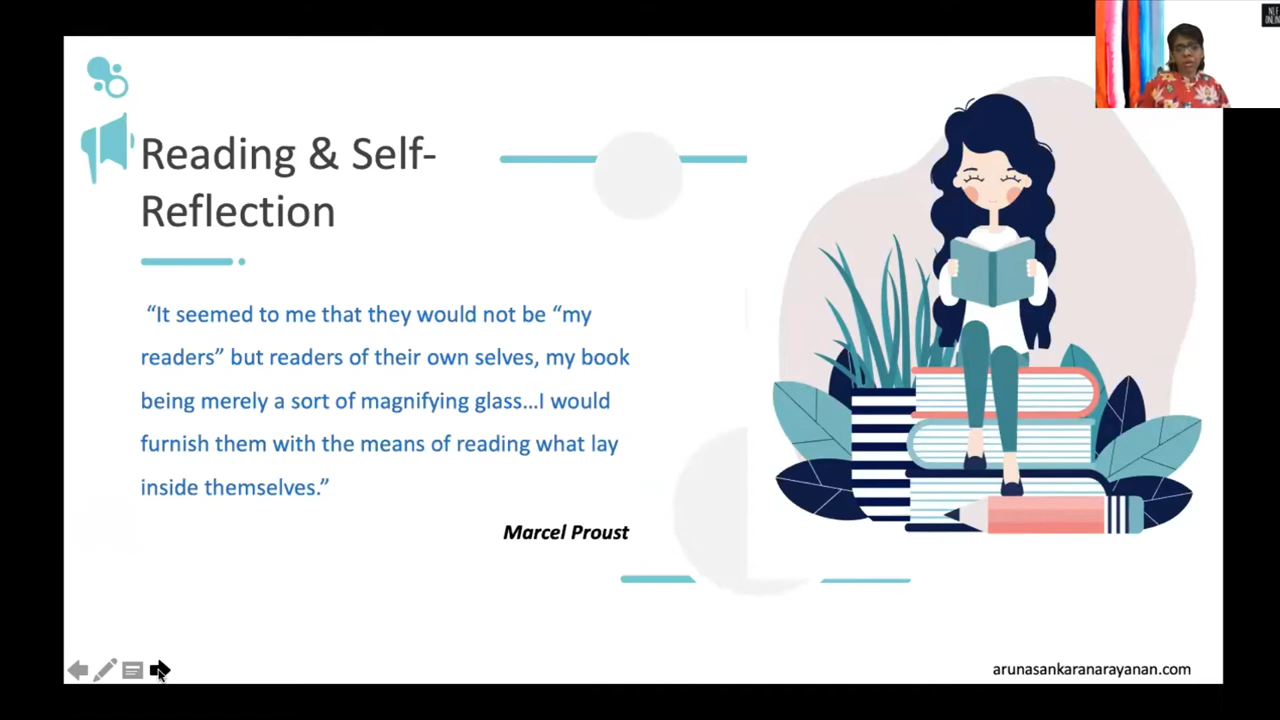 Reading & Self-
Reflection
“It seemed to me that they would not be “my
readers” but readers of their own selves, my book
being merely a sort of magnifying glass…I would
furnish them with the means of reading what lay
inside themselves.”
Marcel Proust
arunasankaranarayanan.com